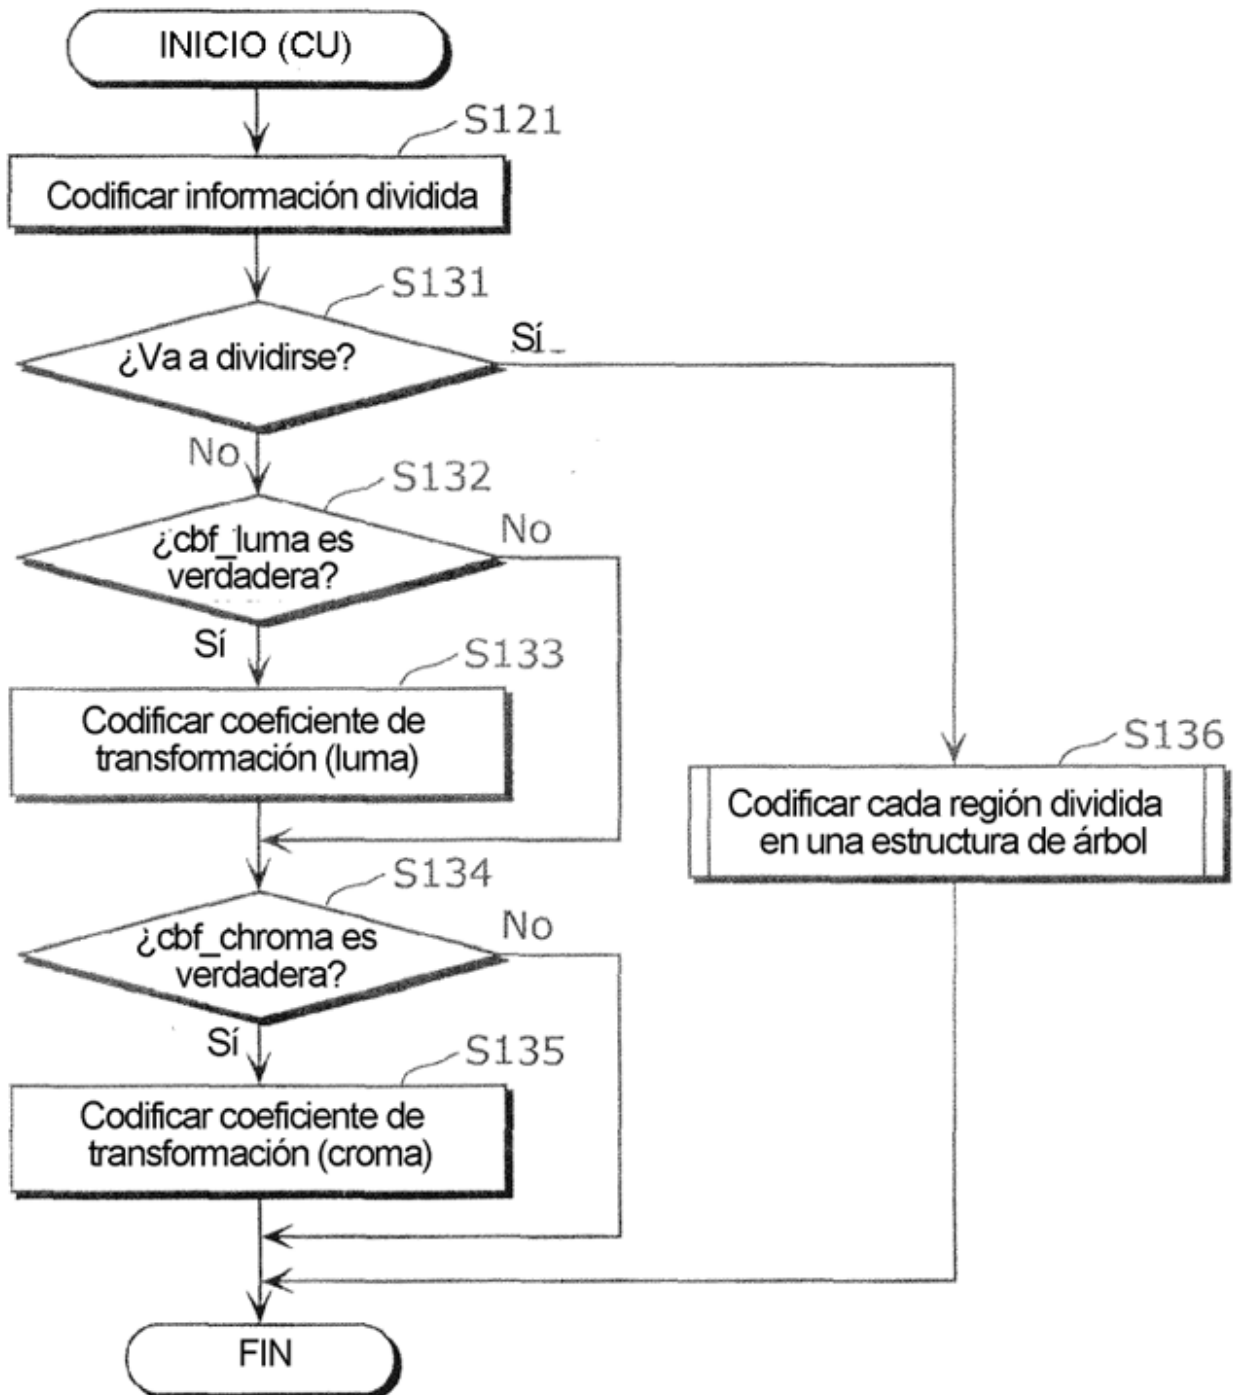 INICIO (CU)
S121
Codificar información dividida
S131
¿Va a dividirse?
Sí
No
S132
¿cbf_luma es
verdadera?
No
Sí
S133
Codificar coeficiente de
transformación (luma)
S136
Codificar cada región dividida
en una estructura de árbol
S134
¿cbf_chroma es
verdadera?
No
Sí
S135
Codificar coeficiente de
transformación (croma)
FIN